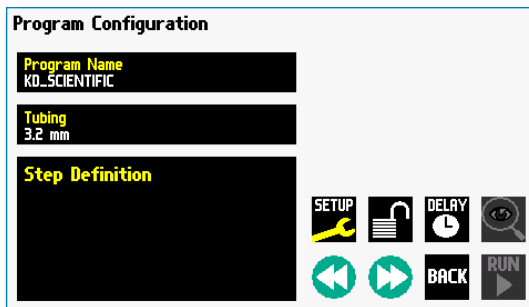 Program Configuration
Program Name
KD_SCIENTIFIC
Tubing
3.2 mm
Step Definition
SETUP
DELAY
BACK
RUN